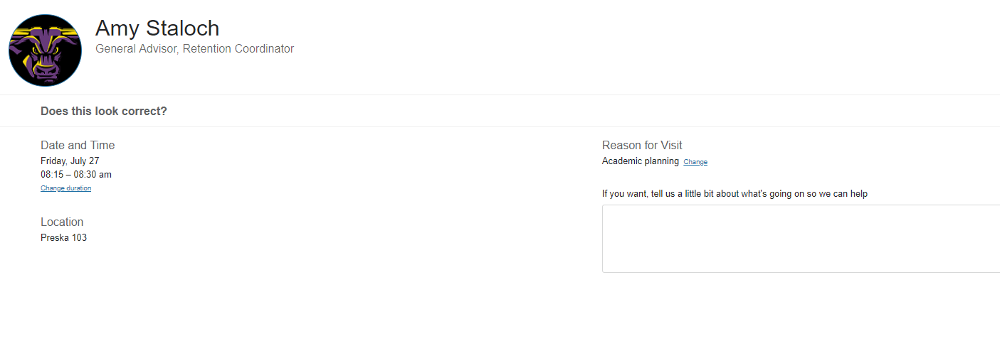 Amy Staloch
General Advisor, Retention Coordinator
Does this look correct?
Date and Time
Friday, July 27
08:15 – 08:30 am
Change duration
Location
Preska 103
Reason for Visit
Academic planning Change
If you want, tell us a little bit about what's going on so we can help